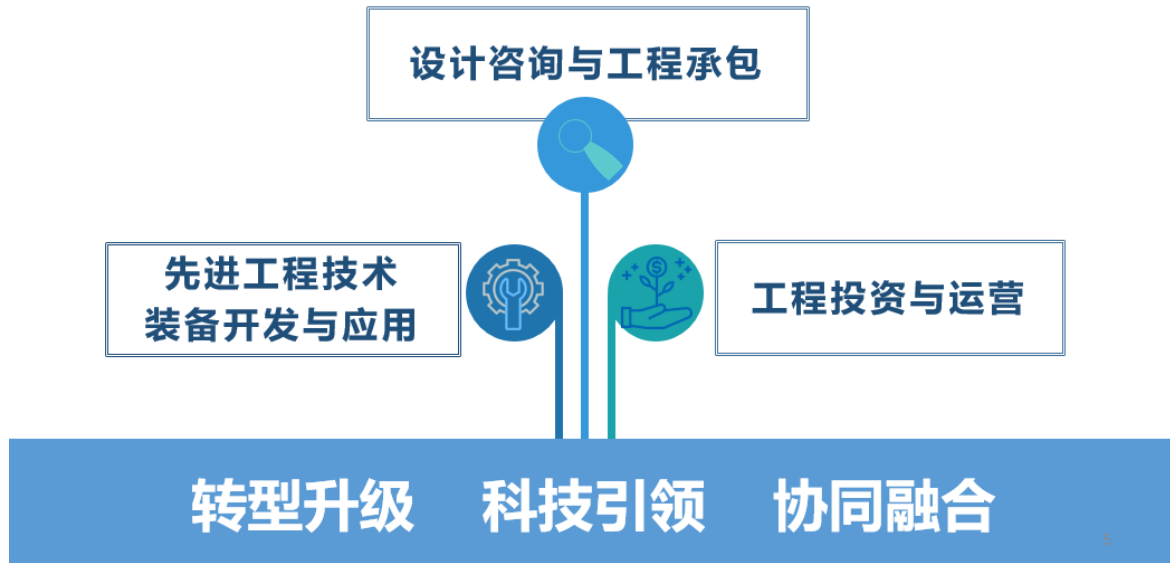 设计咨询与工程承包
先进工程技术
装备开发与应用
工程投资与运营
转型升级 科技引领 协同融合
5